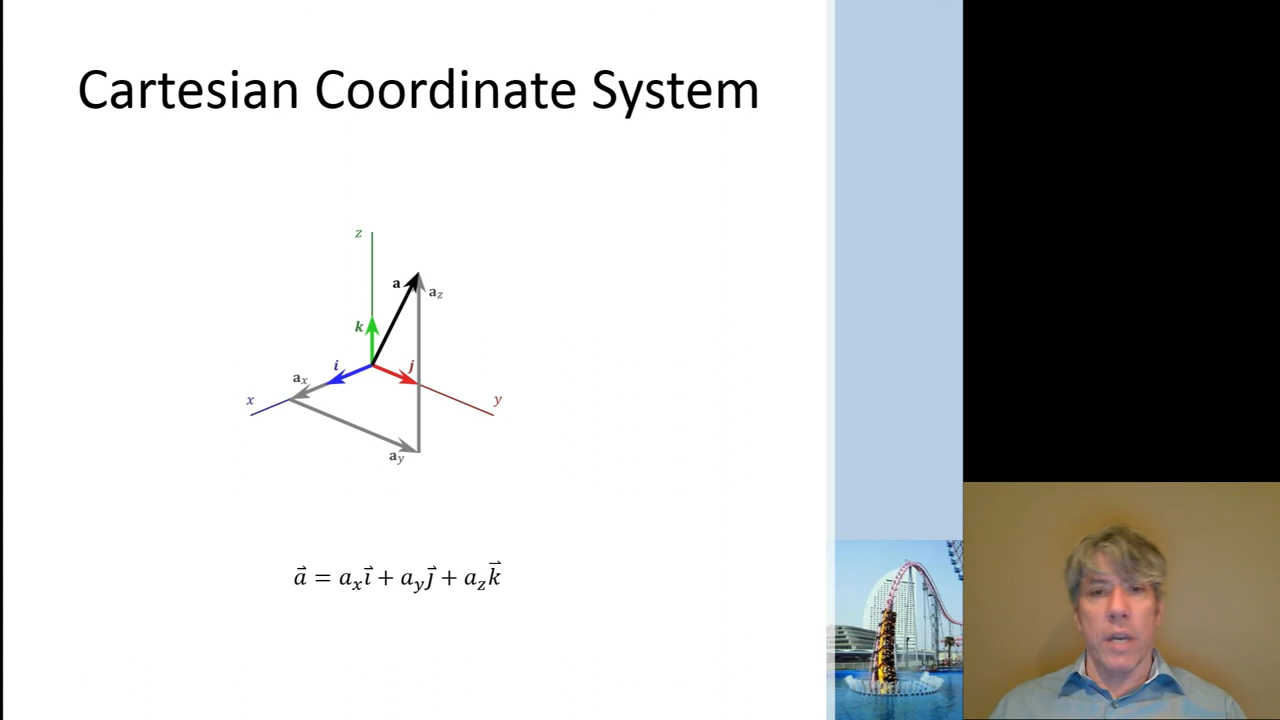 Cartesian Coordinate System
z
a
a_z
k
i
j
a_x
x
y
a_y
a⃗ = a_x i⃗ + a_y j⃗ + a_z k⃗